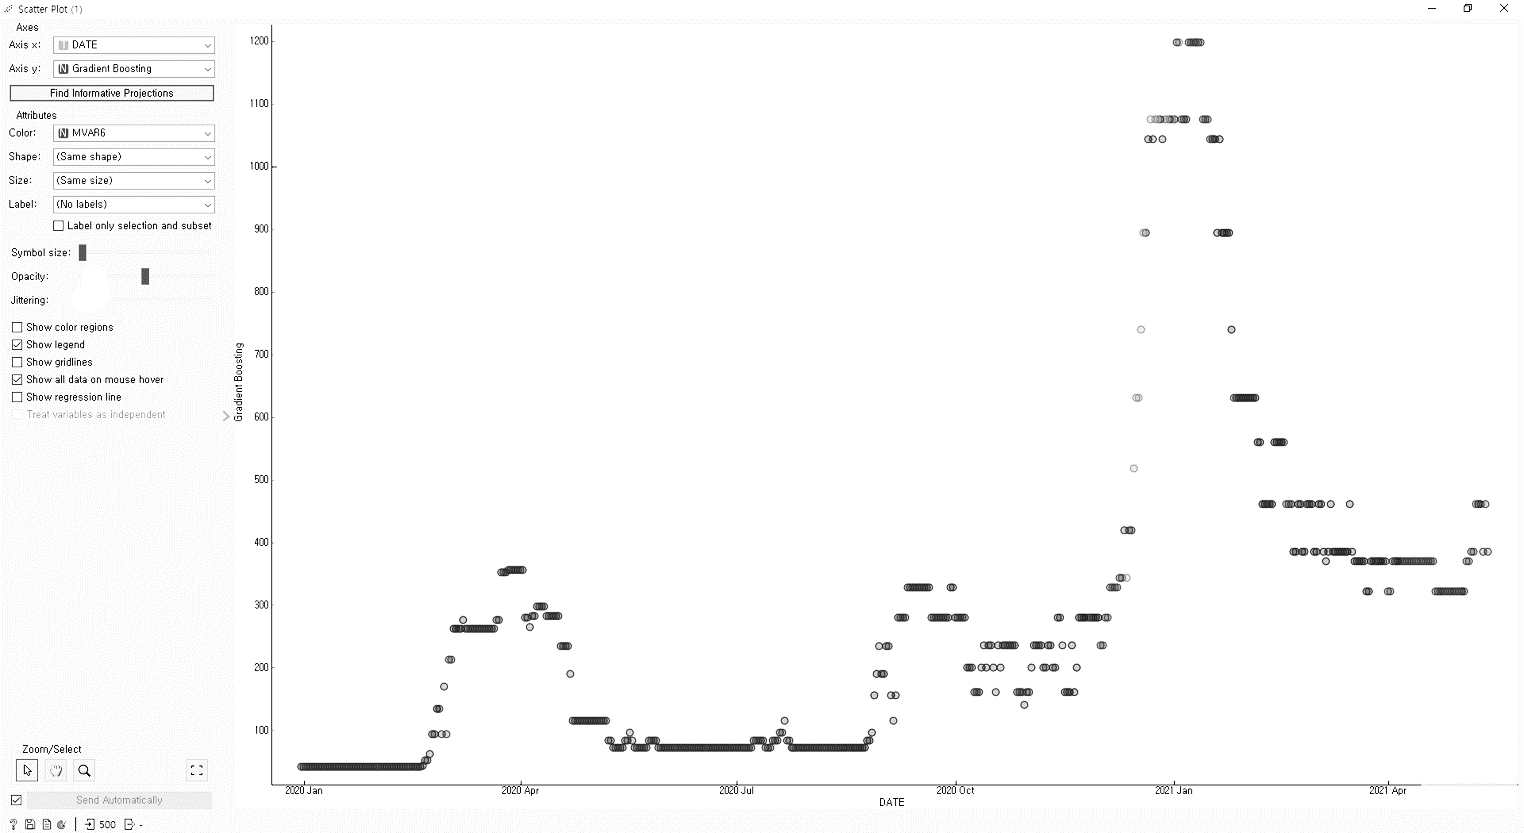 Scatter Plot (1)
Axes
Axis x: DATE
Axis y: N Gradient Boosting
Find Informative Projections
Attributes
Color: N MVAR6
Shape: (Same shape)
Size: (Same size)
Label: (No labels)
Label only selection and subset
Symbol size:
Opacity:
Jittering:
Show color regions
Show legend
Show gridlines
Show all data on mouse hover
Show regression line
Treat variables as independent
Zoom/Select
Send Automatically
? 500 -
Gradient Boosting
1200
1100
1000
900
800
700
600
500
400
300
200
100
2020 Jan 2020 Apr 2020 Jul 2020 Oct 2021 Jan 2021 Apr
DATE